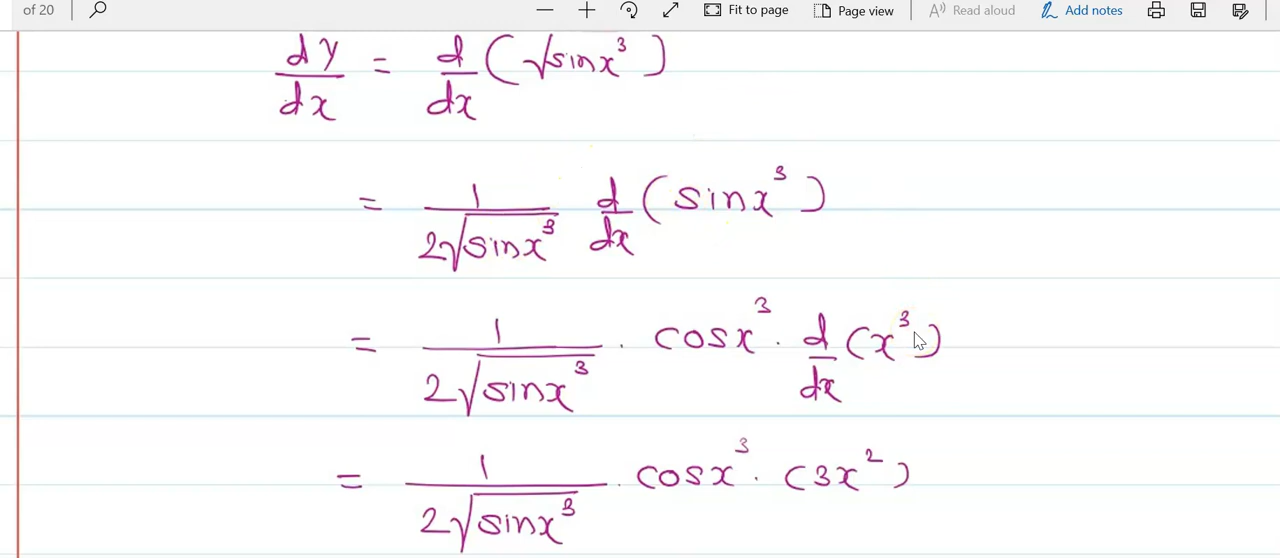 of 20 Fit to page Page view Read aloud Add notes
dy/dx = d/dx (√sinx³)
= 1/(2√sinx³) d/dx (sinx³)
= 1/(2√sinx³) . cosx³ . d/dx (x³)
= 1/(2√sinx³) . cosx³ . (3x²)